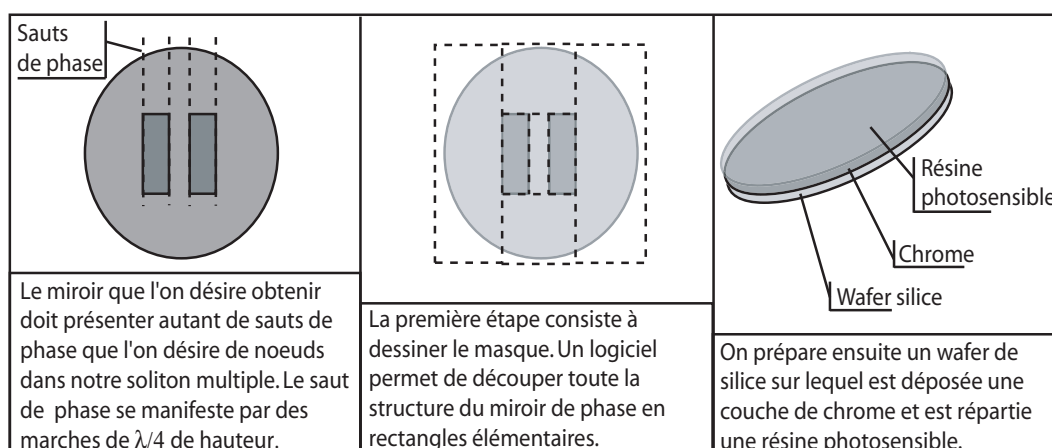 Sauts
de phase
Le miroir que l'on désire obtenir
doit présenter autant de sauts de
phase que l'on désire de noeuds
dans notre soliton multiple. Le saut
de phase se manifeste par des
marches de λ/4 de hauteur.
La première étape consiste à
dessiner le masque. Un logiciel
permet de découper toute la
structure du miroir de phase en
rectangles élémentaires.
Résine
photosensible
Chrome
Wafer silice
On prépare ensuite un wafer de
silice sur lequel est déposée une
couche de chrome et est répartie
une résine photosensible.